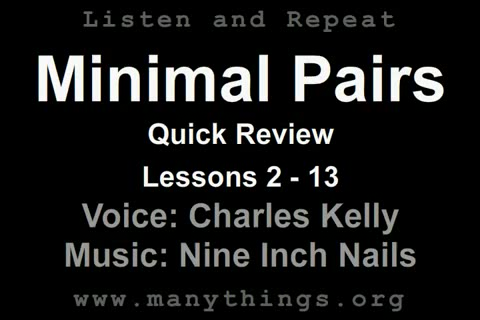 Listen and Repeat
Minimal Pairs
Quick Review
Lessons 2 - 13
Voice: Charles Kelly
Music: Nine Inch Nails
www.manythings.org